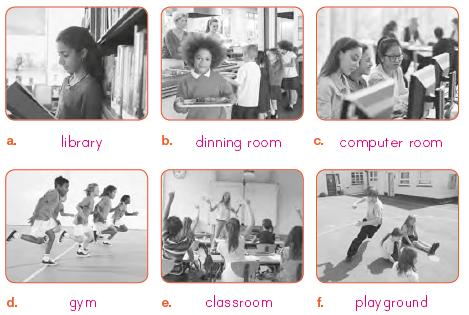 a. library b. dinning room c. computer room
d. gym e. classroom f. playground